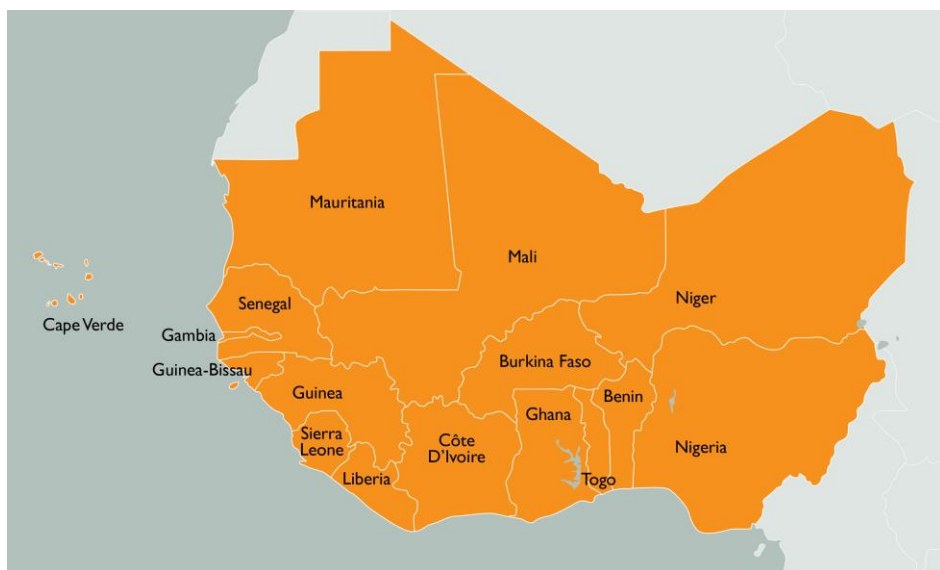 Mauritania
Mali
Niger
Senegal
Cape Verde
Gambia
Guinea-Bissau
Burkina Faso
Guinea
Benin
Ghana
Sierra
Leone
Côte
D'Ivoire
Nigeria
Liberia
Togo